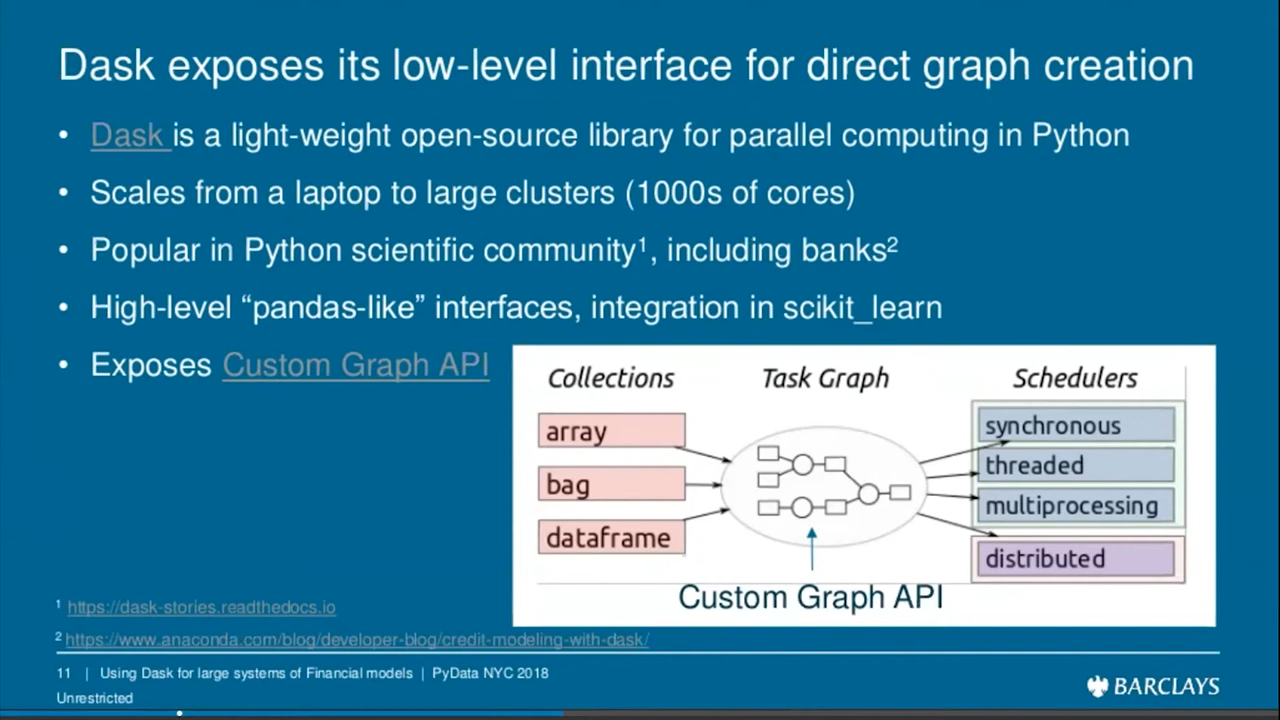 Dask exposes its low-level interface for direct graph creation
• Dask is a light-weight open-source library for parallel computing in Python
• Scales from a laptop to large clusters (1000s of cores)
• Popular in Python scientific community¹, including banks²
• High-level “pandas-like” interfaces, integration in scikit_learn
• Exposes Custom Graph API
Collections
array
bag
dataframe
Task Graph
Custom Graph API
Schedulers
synchronous
threaded
multiprocessing
distributed
¹ https://dask-stories.readthedocs.io
² https://www.anaconda.com/blog/developer-blog/credit-modeling-with-dask/
11 | Using Dask for large systems of Financial models | PyData NYC 2018
Unrestricted
BARCLAYS